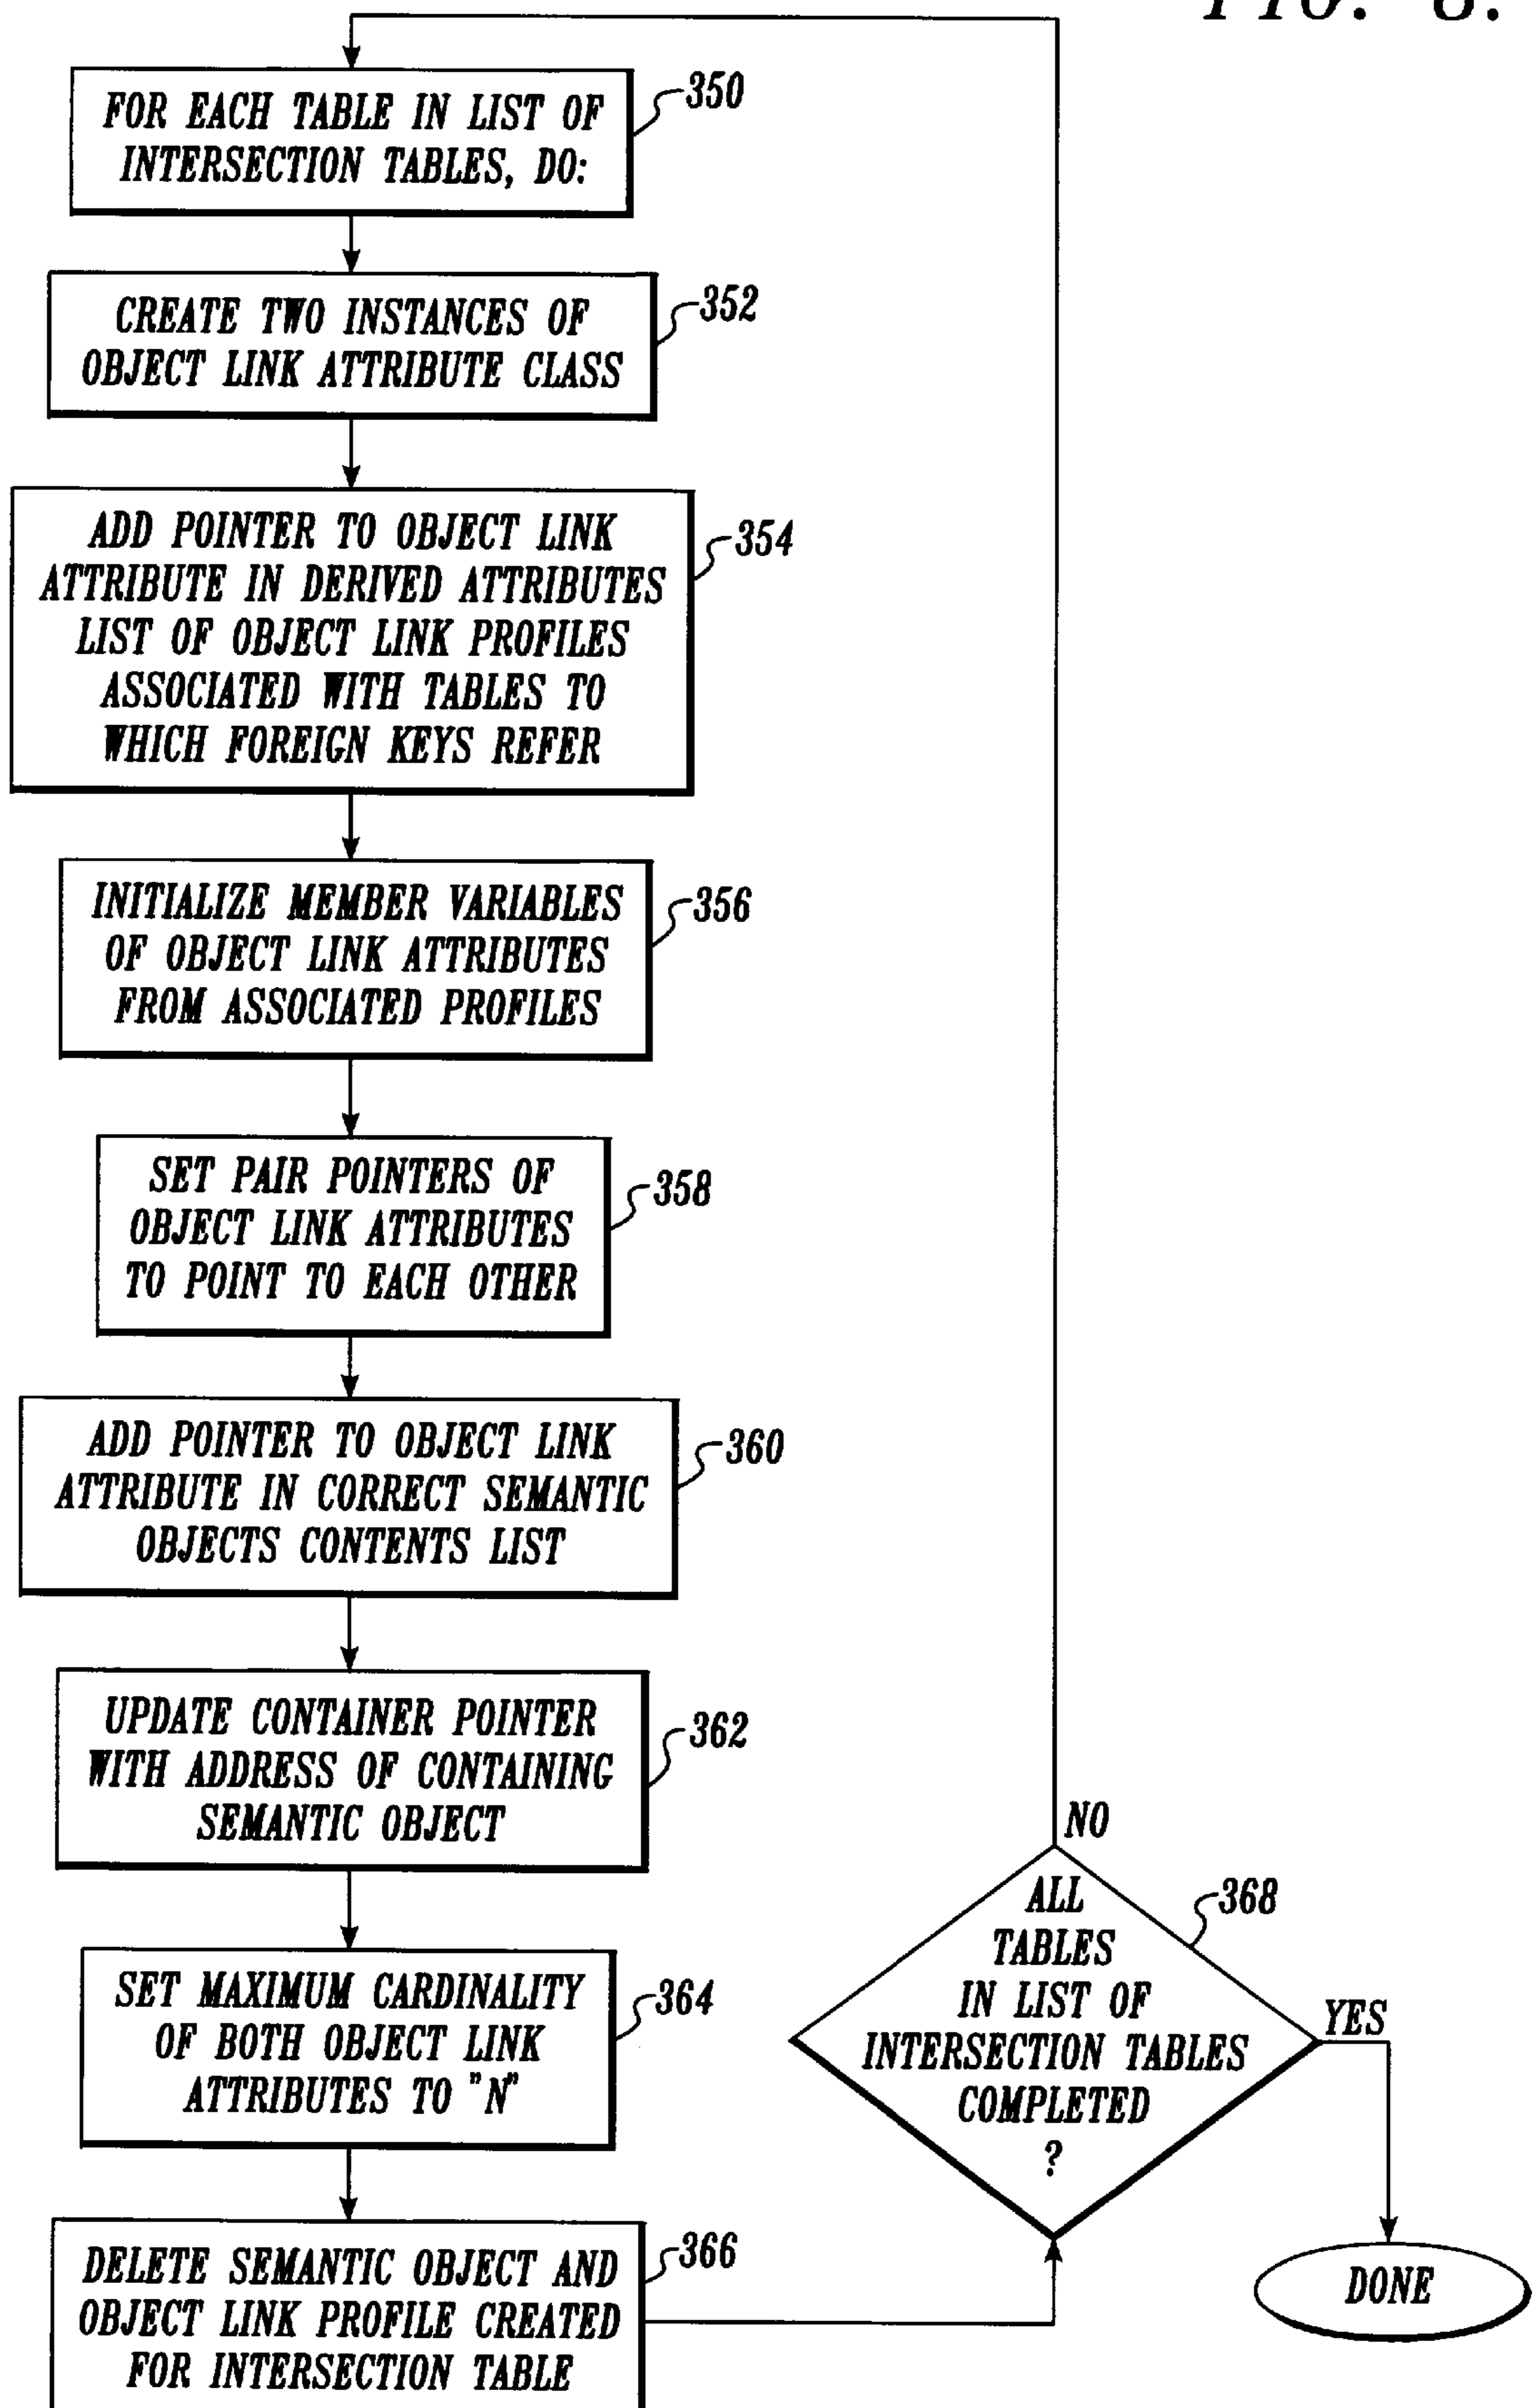 FIG. 8.
350
FOR EACH TABLE IN LIST OF
INTERSECTION TABLES, DO:
352
CREATE TWO INSTANCES OF
OBJECT LINK ATTRIBUTE CLASS
354
ADD POINTER TO OBJECT LINK
ATTRIBUTE IN DERIVED ATTRIBUTES
LIST OF OBJECT LINK PROFILES
ASSOCIATED WITH TABLES TO
WHICH FOREIGN KEYS REFER
356
INITIALIZE MEMBER VARIABLES
OF OBJECT LINK ATTRIBUTES
FROM ASSOCIATED PROFILES
358
SET PAIR POINTERS OF
OBJECT LINK ATTRIBUTES
TO POINT TO EACH OTHER
360
ADD POINTER TO OBJECT LINK
ATTRIBUTE IN CORRECT SEMANTIC
OBJECTS CONTENTS LIST
362
UPDATE CONTAINER POINTER
WITH ADDRESS OF CONTAINING
SEMANTIC OBJECT
364
SET MAXIMUM CARDINALITY
OF BOTH OBJECT LINK
ATTRIBUTES TO "N"
366
DELETE SEMANTIC OBJECT AND
OBJECT LINK PROFILE CREATED
FOR INTERSECTION TABLE
NO
368
ALL
TABLES
IN LIST OF
INTERSECTION TABLES
COMPLETED
?
YES
DONE